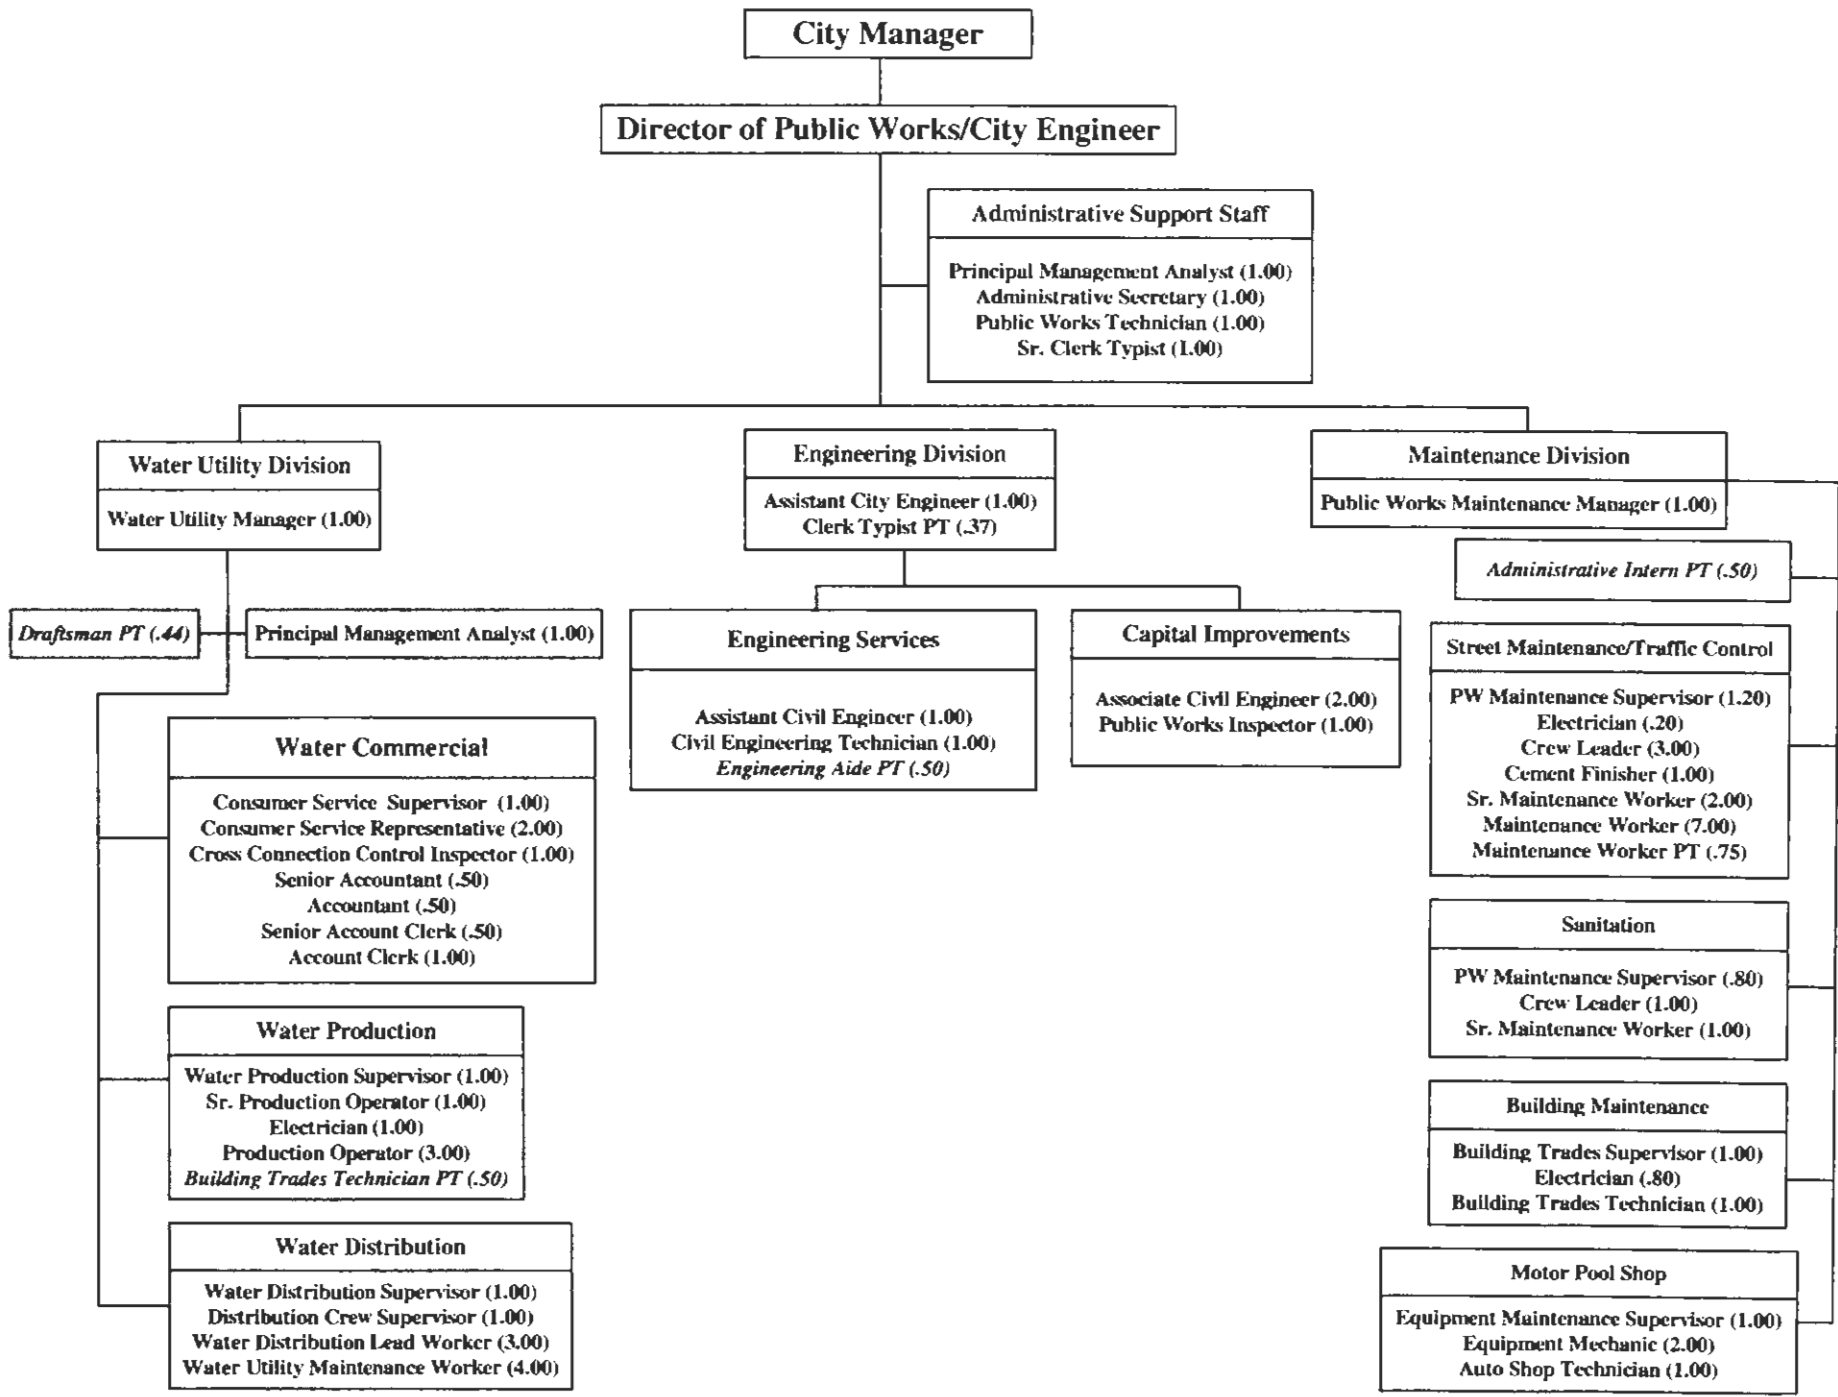 City Manager
Director of Public Works/City Engineer
Administrative Support Staff
Principal Management Analyst (1.00)
Administrative Secretary (1.00)
Public Works Technician (1.00)
Sr. Clerk Typist (1.00)
Water Utility Division
Water Utility Manager (1.00)
Draftsman PT (.44)
Principal Management Analyst (1.00)
Water Commercial
Consumer Service Supervisor (1.00)
Consumer Service Representative (2.00)
Cross Connection Control Inspector (1.00)
Senior Accountant (.50)
Accountant (.50)
Senior Account Clerk (.50)
Account Clerk (1.00)
Water Production
Water Production Supervisor (1.00)
Sr. Production Operator (1.00)
Electrician (1.00)
Production Operator (3.00)
Building Trades Technician PT (.50)
Water Distribution
Water Distribution Supervisor (1.00)
Distribution Crew Supervisor (1.00)
Water Distribution Lead Worker (3.00)
Water Utility Maintenance Worker (4.00)
Engineering Division
Assistant City Engineer (1.00)
Clerk Typist PT (.37)
Engineering Services
Assistant Civil Engineer (1.00)
Civil Engineering Technician (1.00)
Engineering Aide PT (.50)
Capital Improvements
Associate Civil Engineer (2.00)
Public Works Inspector (1.00)
Maintenance Division
Public Works Maintenance Manager (1.00)
Administrative Intern PT (.50)
Street Maintenance/Traffic Control
PW Maintenance Supervisor (1.20)
Electrician (.20)
Crew Leader (3.00)
Cement Finisher (1.00)
Sr. Maintenance Worker (2.00)
Maintenance Worker (7.00)
Maintenance Worker PT (.75)
Sanitation
PW Maintenance Supervisor (.80)
Crew Leader (1.00)
Sr. Maintenance Worker (1.00)
Building Maintenance
Building Trades Supervisor (1.00)
Electrician (.80)
Building Trades Technician (1.00)
Motor Pool Shop
Equipment Maintenance Supervisor (1.00)
Equipment Mechanic (2.00)
Auto Shop Technician (1.00)